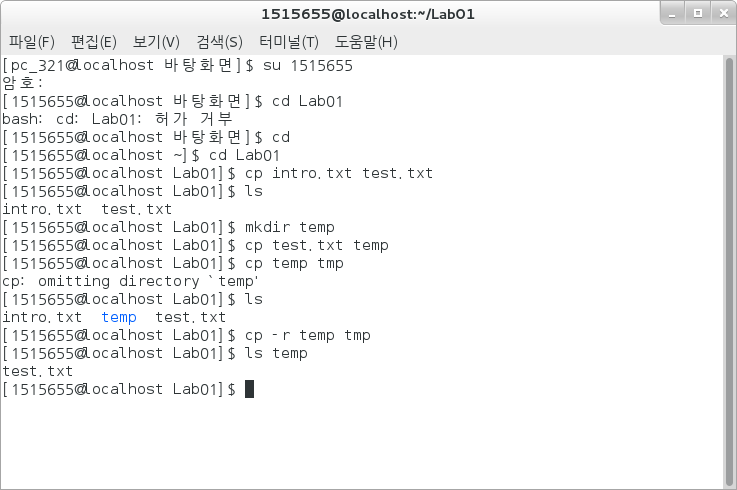 1515655@localhost:~/Lab01
파일(F) 편집(E) 보기(V) 검색(S) 터미널(T) 도움말(H)
[pc_321@localhost 바탕화면]$ su 1515655
암호:
[1515655@localhost 바탕화면]$ cd Lab01
bash: cd: Lab01: 허가 거부
[1515655@localhost 바탕화면]$ cd
[1515655@localhost ~]$ cd Lab01
[1515655@localhost Lab01]$ cp intro.txt test.txt
[1515655@localhost Lab01]$ ls
intro.txt  test.txt
[1515655@localhost Lab01]$ mkdir temp
[1515655@localhost Lab01]$ cp test.txt temp
[1515655@localhost Lab01]$ cp temp tmp
cp: omitting directory `temp'
[1515655@localhost Lab01]$ ls
intro.txt  temp  test.txt
[1515655@localhost Lab01]$ cp -r temp tmp
[1515655@localhost Lab01]$ ls temp
test.txt
[1515655@localhost Lab01]$